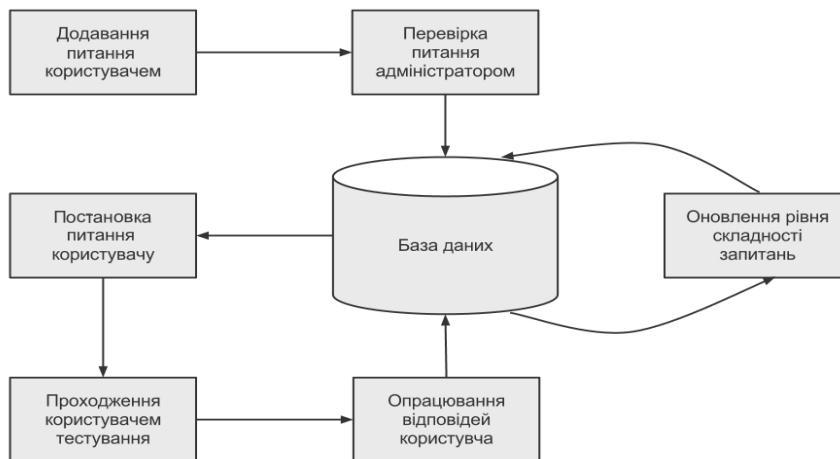 Додавання
питання
користувачем
Перевірка
питання
адміністратором
Постановка
питання
користувачу
База даних
Оновлення рівня
складності
запитань
Проходження
користувачем
тестування
Опрацювання
відповідей
користувча